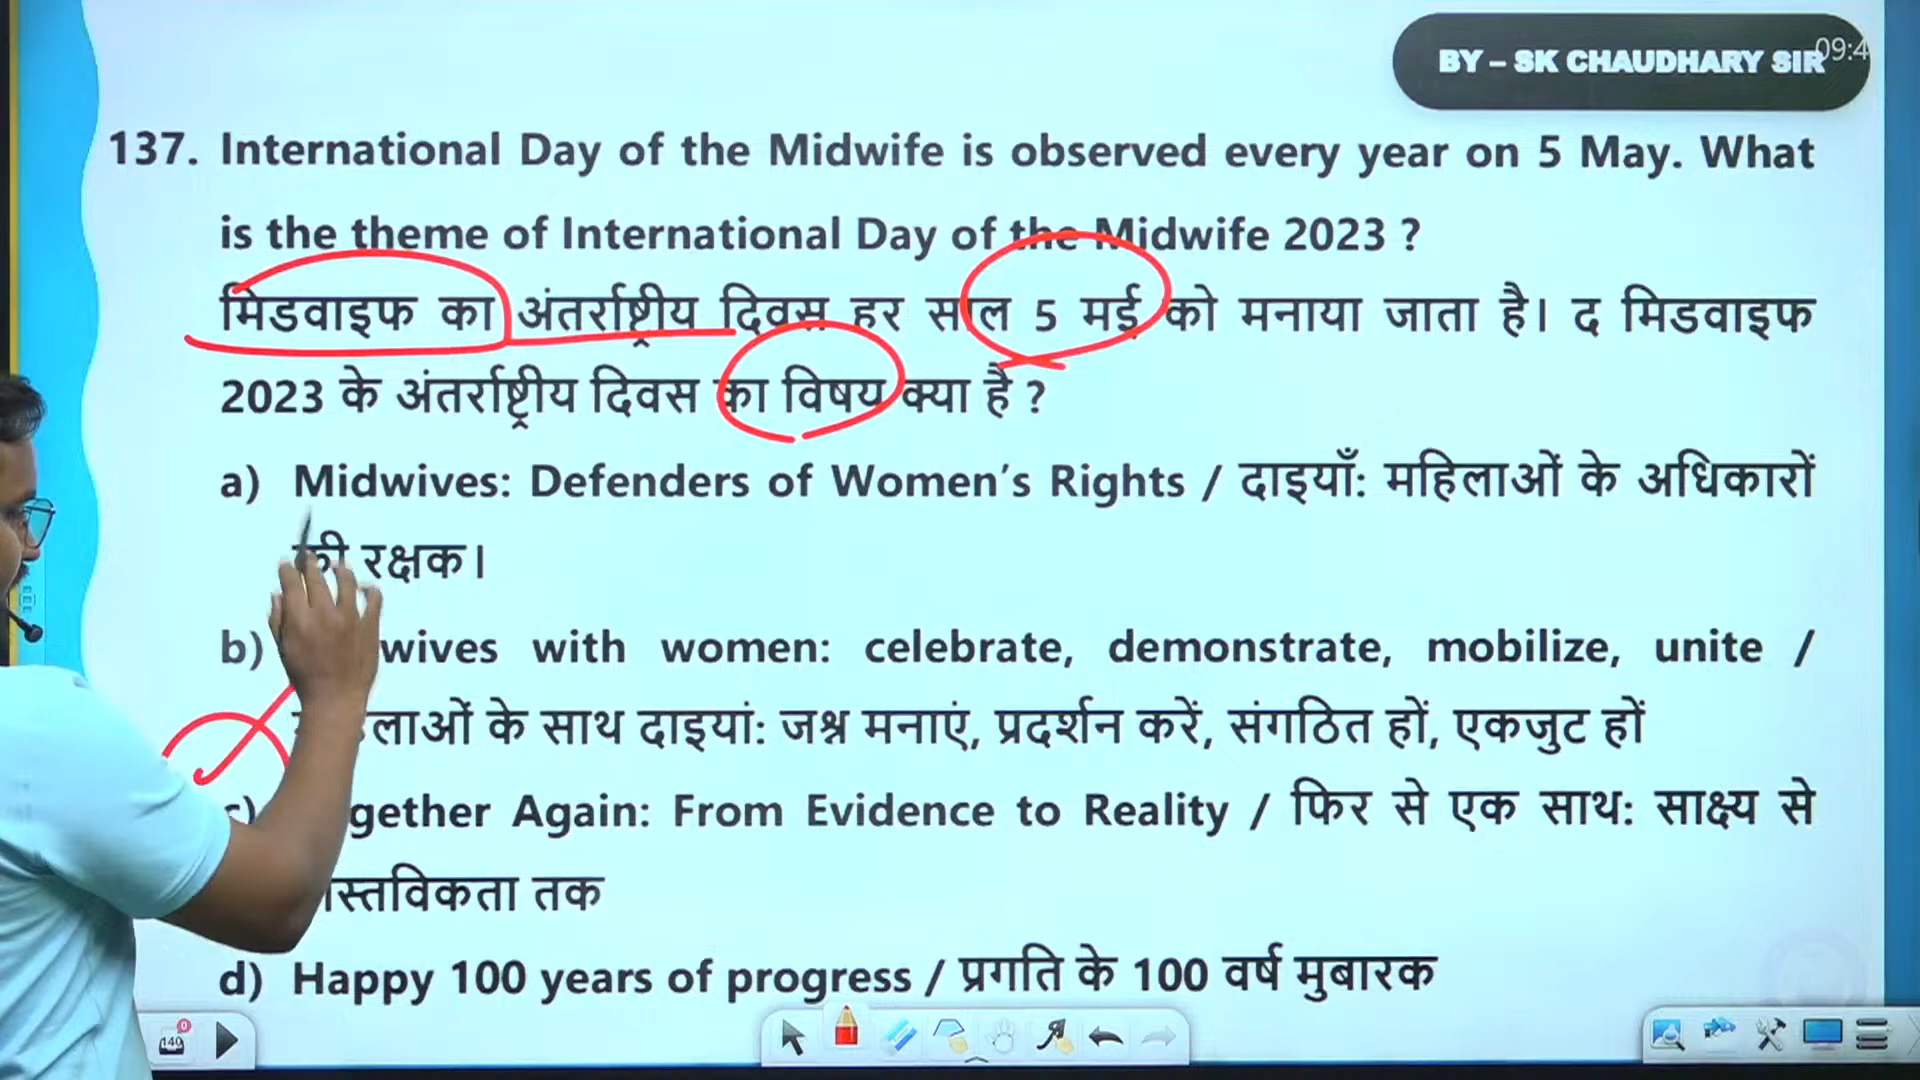 BY – SK CHAUDHARY SIR
09:4
137. International Day of the Midwife is observed every year on 5 May. What
is the theme of International Day of the Midwife 2023 ?
मिडवाइफ का अंतर्राष्ट्रीय दिवस हर साल 5 मई को मनाया जाता है। द मिडवाइफ
2023 के अंतर्राष्ट्रीय दिवस का विषय क्या है ?
a) Midwives: Defenders of Women's Rights / दाइयाँ: महिलाओं के अधिकारों
की रक्षक।
b) wives with women: celebrate, demonstrate, mobilize, unite /
लाओं के साथ दाइयां: जश्न मनाएं, प्रदर्शन करें, संगठित हों, एकजुट हों
c) gether Again: From Evidence to Reality / फिर से एक साथ: साक्ष्य से
स्तविकता तक
d) Happy 100 years of progress / प्रगति के 100 वर्ष मुबारक
0
140